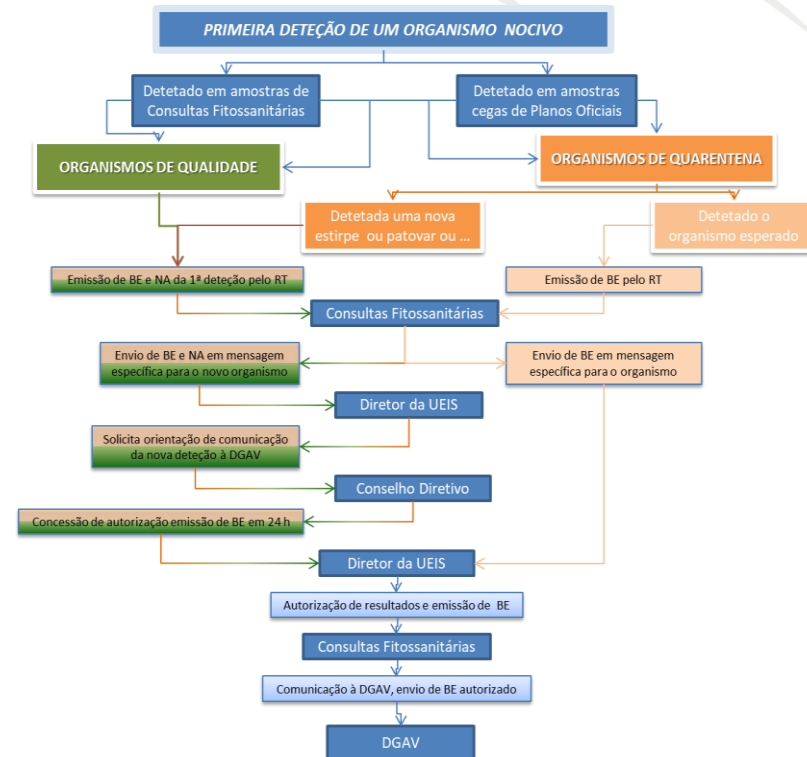 PRIMEIRA DETEÇÃO DE UM ORGANISMO NOCIVO
Detetado em amostras de
Consultas Fitossanitárias
Detetado em amostras
cegas de Planos Oficiais
ORGANISMOS DE QUALIDADE
ORGANISMOS DE QUARENTENA
Detetada uma nova
estirpe ou patovar ou ...
Detetado o
organismo esperado
Emissão de BE e NA da 1ª deteção pelo RT
Emissão de BE pelo RT
Consultas Fitossanitárias
Envio de BE e NA em mensagem
específica para o novo organismo
Envio de BE em mensagem
específica para o organismo
Diretor da UEIS
Solicita orientação de comunicação
da nova deteção à DGAV
Conselho Diretivo
Concessão de autorização emissão de BE em 24 h
Diretor da UEIS
Autorização de resultados e emissão de BE
Consultas Fitossanitárias
Comunicação à DGAV, envio de BE autorizado
DGAV